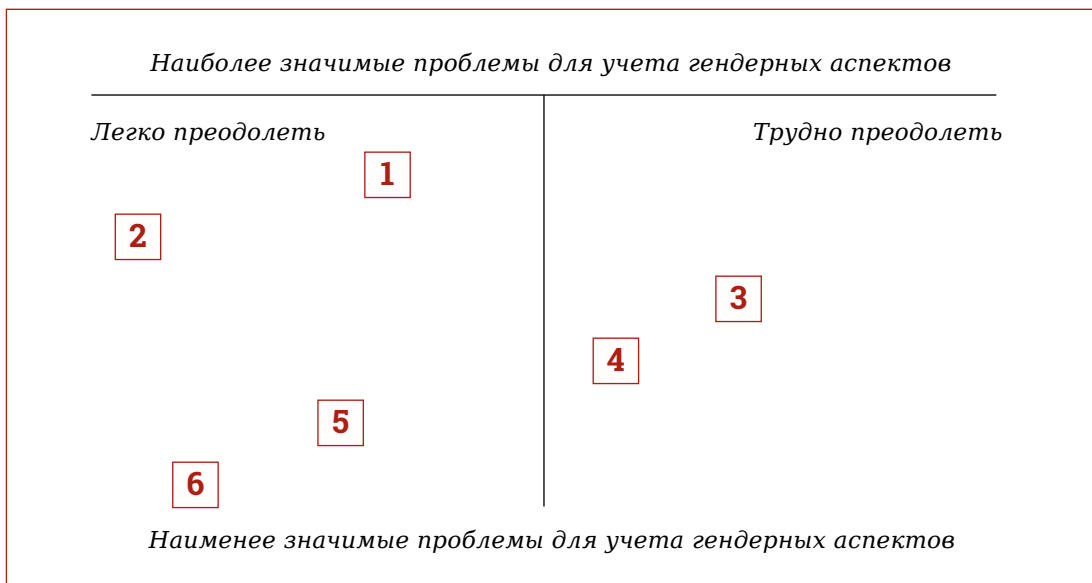 Наиболее значимые проблемы для учета гендерных аспектов
Легко преодолеть
Трудно преодолеть
1
2
3
4
5
6
Наименее значимые проблемы для учета гендерных аспектов